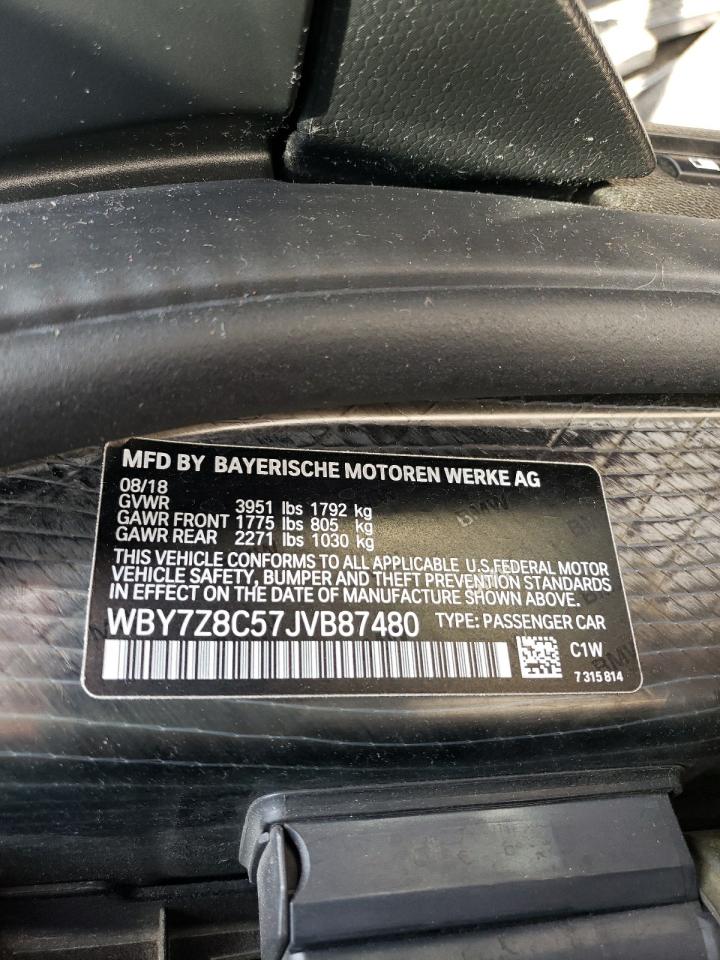 MFD BY BAYERISCHE MOTOREN WERKE AG
08/18
GVWR 3951 lbs 1792 kg
GAWR FRONT 1775 lbs 805 kg
GAWR REAR 2271 lbs 1030 kg
THIS VEHICLE CONFORMS TO ALL APPLICABLE U.S.FEDERAL MOTOR
VEHICLE SAFETY, BUMPER AND THEFT PREVENTION STANDARDS
IN EFFECT ON THE DATE OF MANUFACTURE SHOWN ABOVE.
WBY7Z8C57JVB87480 TYPE: PASSENGER CAR
C1W
7 315 814